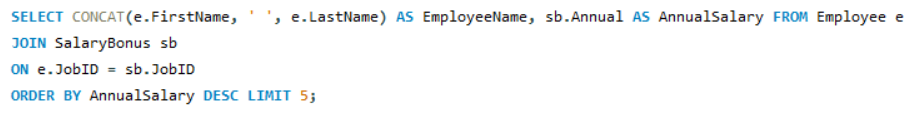 SELECT CONCAT(e.FirstName, ' ', e.LastName) AS EmployeeName, sb.Annual AS AnnualSalary FROM Employee e
JOIN SalaryBonus sb
ON e.JobID = sb.JobID
ORDER BY AnnualSalary DESC LIMIT 5;